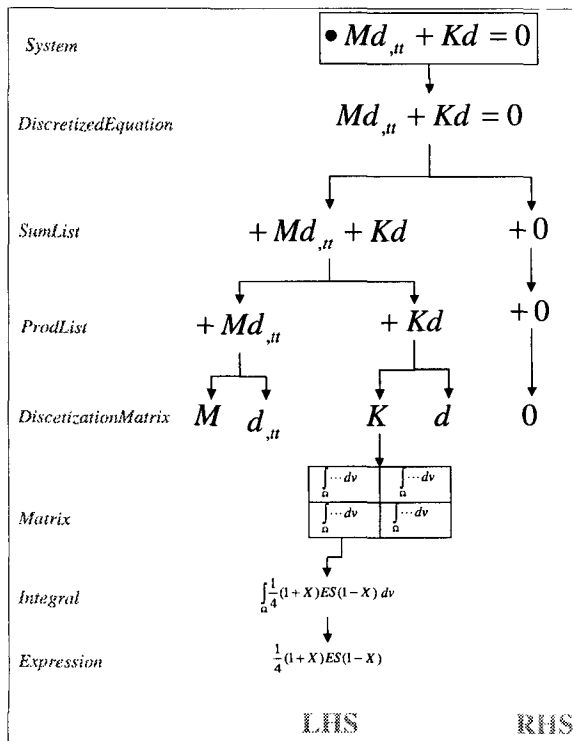 System • Md,tt + Kd = 0
DiscretizedEquation Md,tt + Kd = 0
SumList + Md,tt + Kd + 0
ProdList + Md,tt + Kd + 0
DiscetizationMatrix M d,tt K d 0
∫Ω ··· dv ∫Ω ··· dv
Matrix ∫Ω ··· dv ∫Ω ··· dv
Integral ∫Ω 1/4 (1+X)ES(1−X) dv
Expression 1/4 (1+X)ES(1−X)
LHS RHS